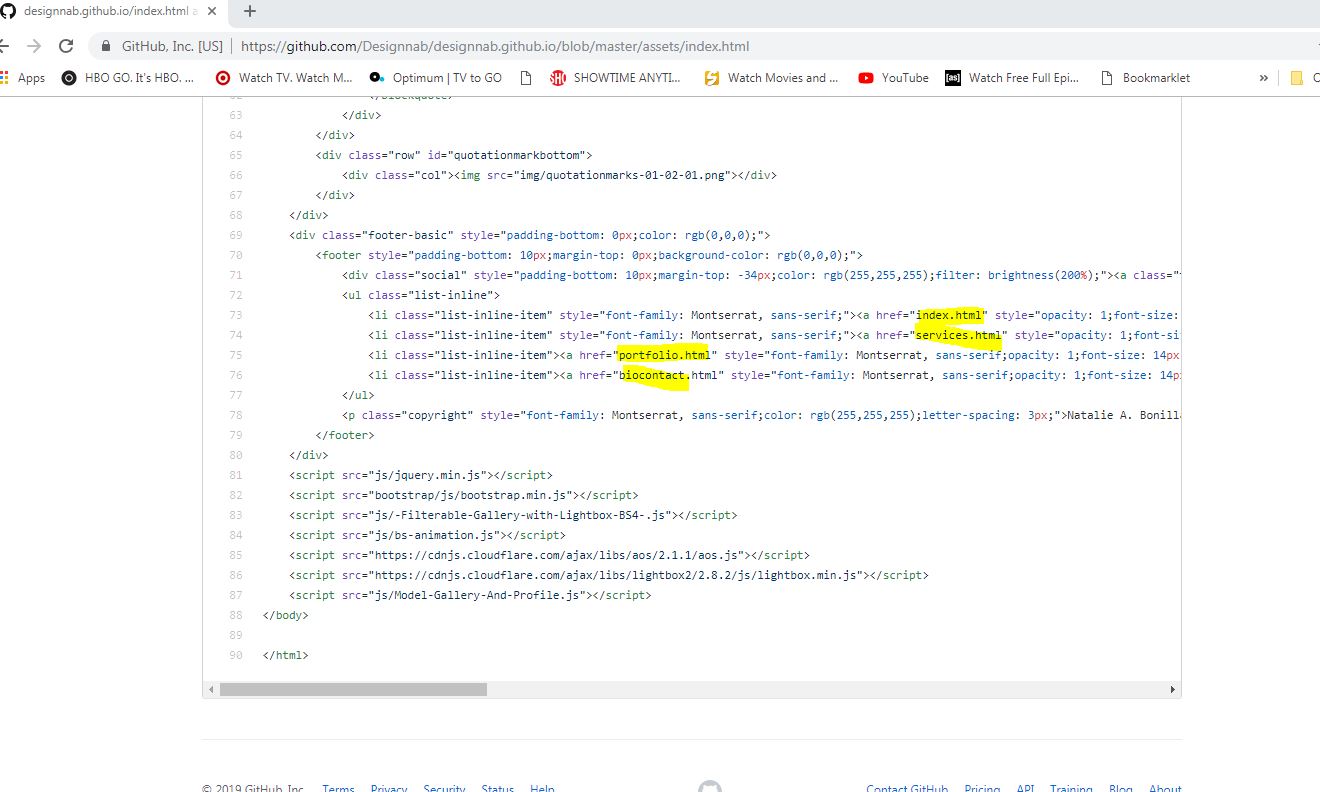 designnab.github.io/index.html a
GitHub, Inc. [US] | https://github.com/Designnab/designnab.github.io/blob/master/assets/index.html
Apps HBO GO. It's HBO. ... Watch TV. Watch M... Optimum | TV to GO SHOWTIME ANYTI... Watch Movies and ... YouTube Watch Free Full Epi... Bookmarklet »
62 </blockquote>
63 </div>
64 </div>
65 <div class="row" id="quotationmarkbottom">
66 <div class="col"><img src="img/quotationmarks-01-02-01.png"></div>
67 </div>
68 </div>
69 <div class="footer-basic" style="padding-bottom: 0px;color: rgb(0,0,0);">
70 <footer style="padding-bottom: 10px;margin-top: 0px;background-color: rgb(0,0,0);">
71 <div class="social" style="padding-bottom: 10px;margin-top: -34px;color: rgb(255,255,255);filter: brightness(200%);"><a class="
72 <ul class="list-inline">
73 <li class="list-inline-item" style="font-family: Montserrat, sans-serif;"><a href="index.html" style="opacity: 1;font-size:
74 <li class="list-inline-item" style="font-family: Montserrat, sans-serif;"><a href="services.html" style="opacity: 1;font-si
75 <li class="list-inline-item"><a href="portfolio.html" style="font-family: Montserrat, sans-serif;opacity: 1;font-size: 14px
76 <li class="list-inline-item"><a href="biocontact.html" style="font-family: Montserrat, sans-serif;opacity: 1;font-size: 14p
77 </ul>
78 <p class="copyright" style="font-family: Montserrat, sans-serif;color: rgb(255,255,255);letter-spacing: 3px;">Natalie A. Bonill
79 </footer>
80 </div>
81 <script src="js/jquery.min.js"></script>
82 <script src="bootstrap/js/bootstrap.min.js"></script>
83 <script src="js/-Filterable-Gallery-with-Lightbox-BS4-.js"></script>
84 <script src="js/bs-animation.js"></script>
85 <script src="https://cdnjs.cloudflare.com/ajax/libs/aos/2.1.1/aos.js"></script>
86 <script src="https://cdnjs.cloudflare.com/ajax/libs/lightbox2/2.8.2/js/lightbox.min.js"></script>
87 <script src="js/Model-Gallery-And-Profile.js"></script>
88 </body>
89
90 </html>
© 2019 GitHub, Inc. Terms Privacy Security Status Help Contact GitHub Pricing API Training Blog About